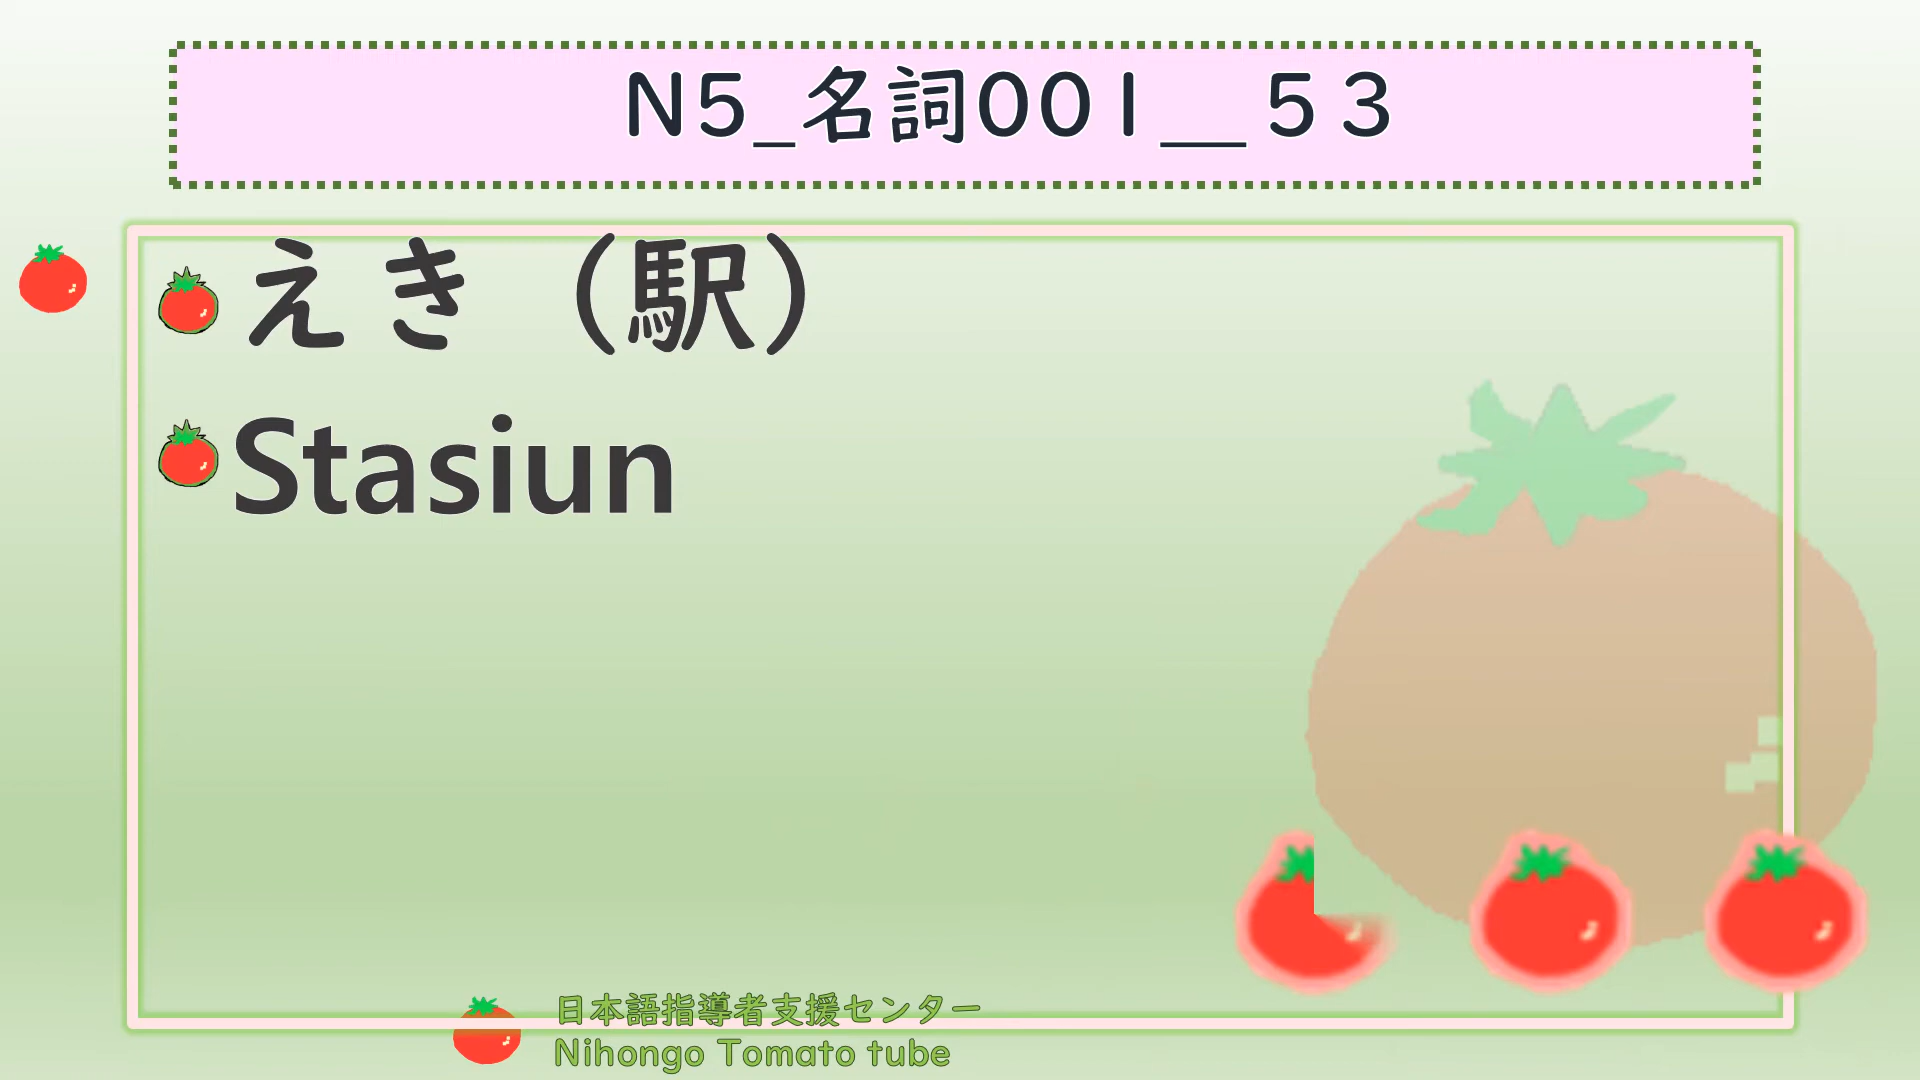 N5_名詞001__５３
えき（駅）
Stasiun
日本語指導者支援センター
Nihongo Tomato tube